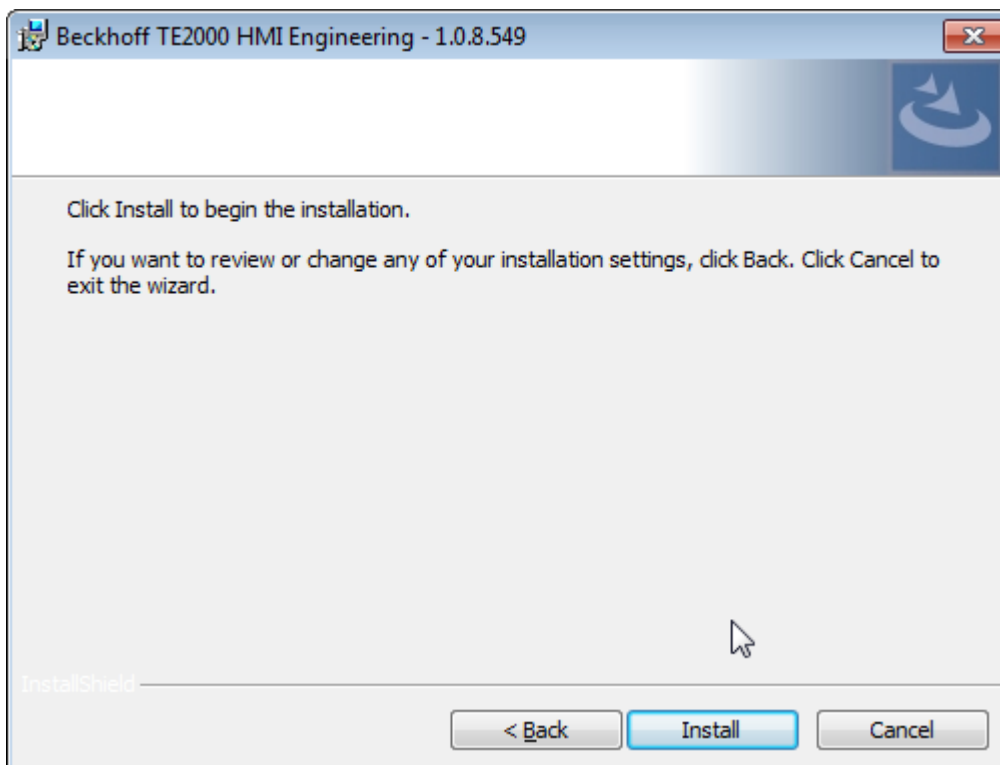 Beckhoff TE2000 HMI Engineering - 1.0.8.549
Click Install to begin the installation.
If you want to review or change any of your installation settings, click Back. Click Cancel to
exit the wizard.
InstallShield
< Back Install Cancel